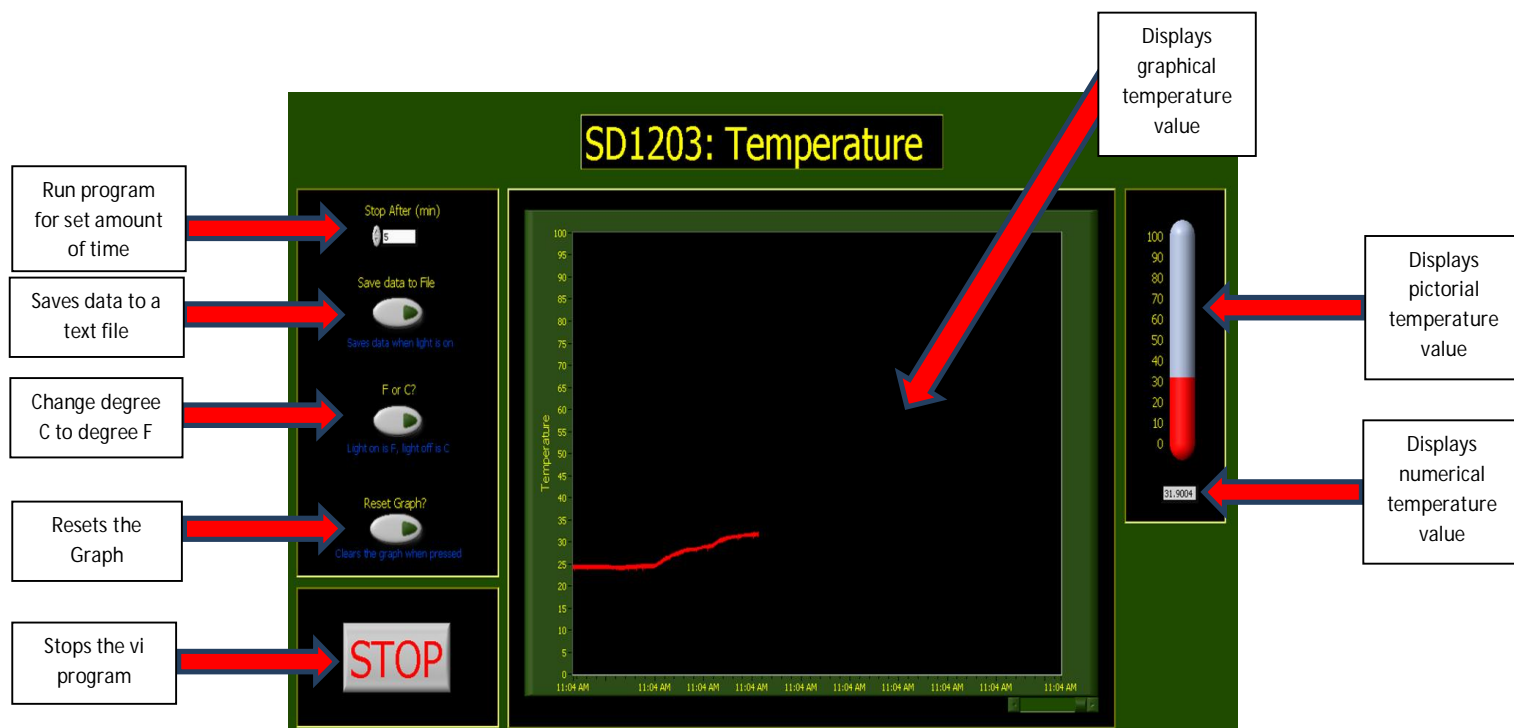 Displays
graphical
temperature
value
SD1203: Temperature
Run program
for set amount
of time
Stop After (min)
5
Saves data to a
text file
Save data to File
Saves data when light is on
Change degree
C to degree F
F or C?
Light on is F, light off is C
Resets the
Graph
Reset Graph?
Clears the graph when pressed
Stops the vi
program
STOP
Temperature
100
95
90
85
80
75
70
65
60
55
50
45
40
35
30
25
20
15
10
5
0
11:04 AM 11:04 AM 11:04 AM 11:04 AM 11:04 AM 11:04 AM 11:04 AM 11:04 AM 11:04 AM
100
90
80
70
60
50
40
30
20
10
0
31.9004
Displays
pictorial
temperature
value
Displays
numerical
temperature
value